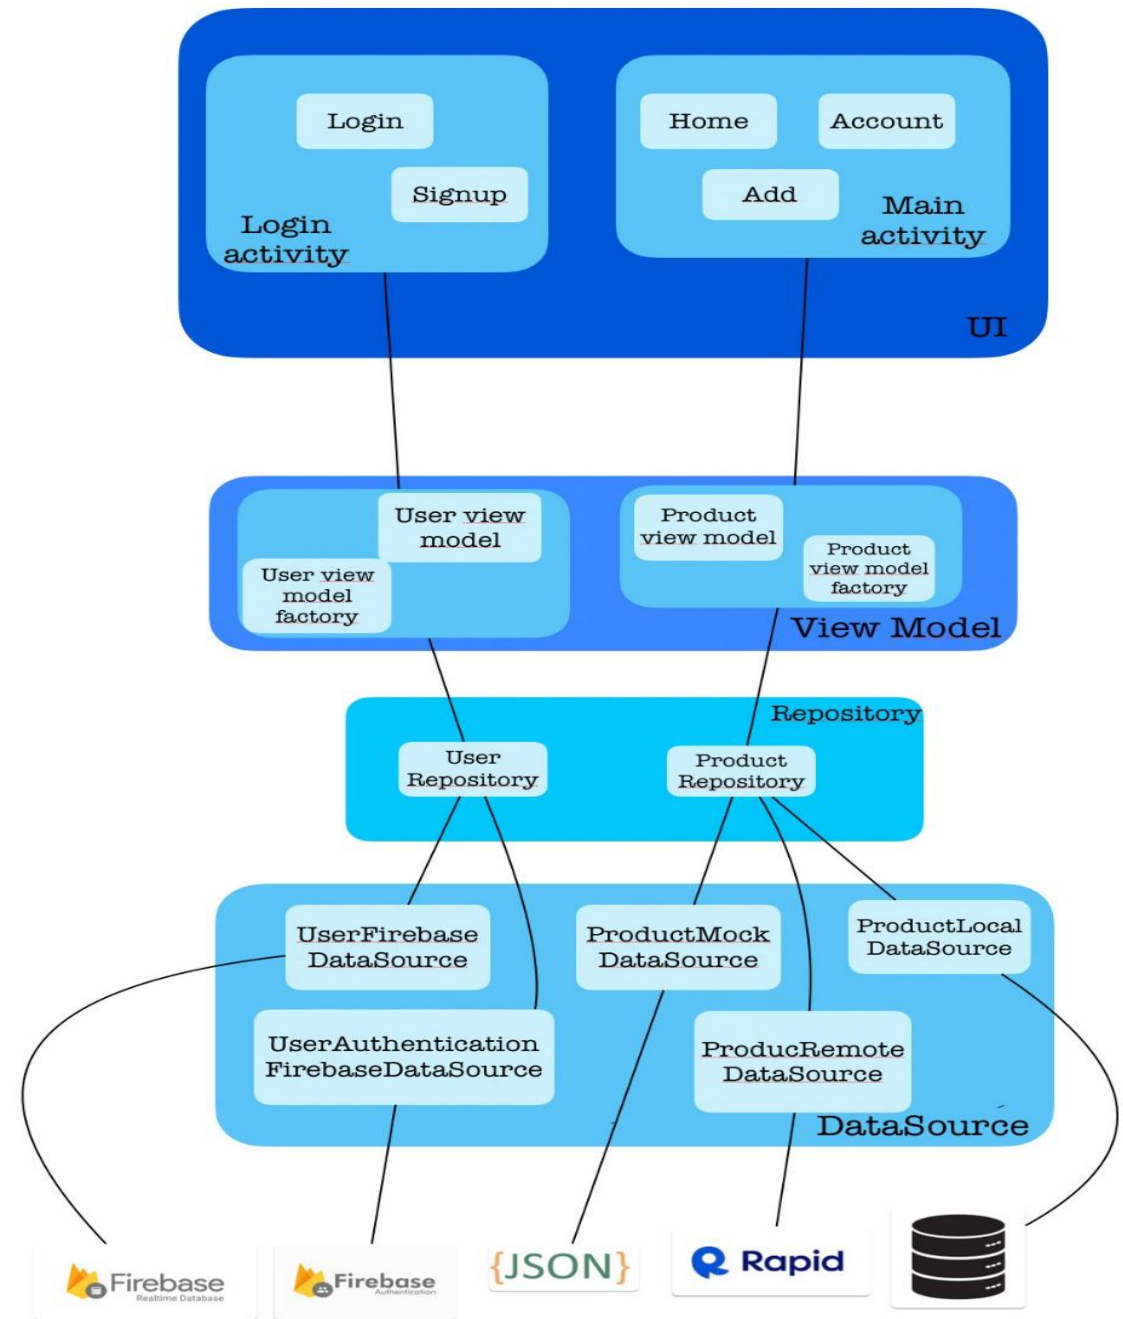 Login
Signup
Login
activity
Home
Account
Add
Main
activity
UI
User view
model
User view
model
factory
Product
view model
Product
view model
factory
View Model
Repository
User
Repository
Product
Repository
UserFirebase
DataSource
ProductMock
DataSource
ProductLocal
DataSource
UserAuthentication
FirebaseDataSource
ProducRemote
DataSource
DataSource
Firebase
Realtime Database
Firebase
Authentication
{JSON}
Rapid